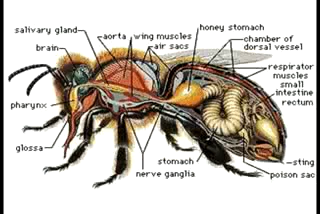 salivary gland
brain
aorta
wing muscles
air sacs
honey stomach
chamber of
dorsal vessel
respirator
muscles
small
intestine
rectum
pharynx
glossa
stomach
nerve ganglia
sting
poison sac